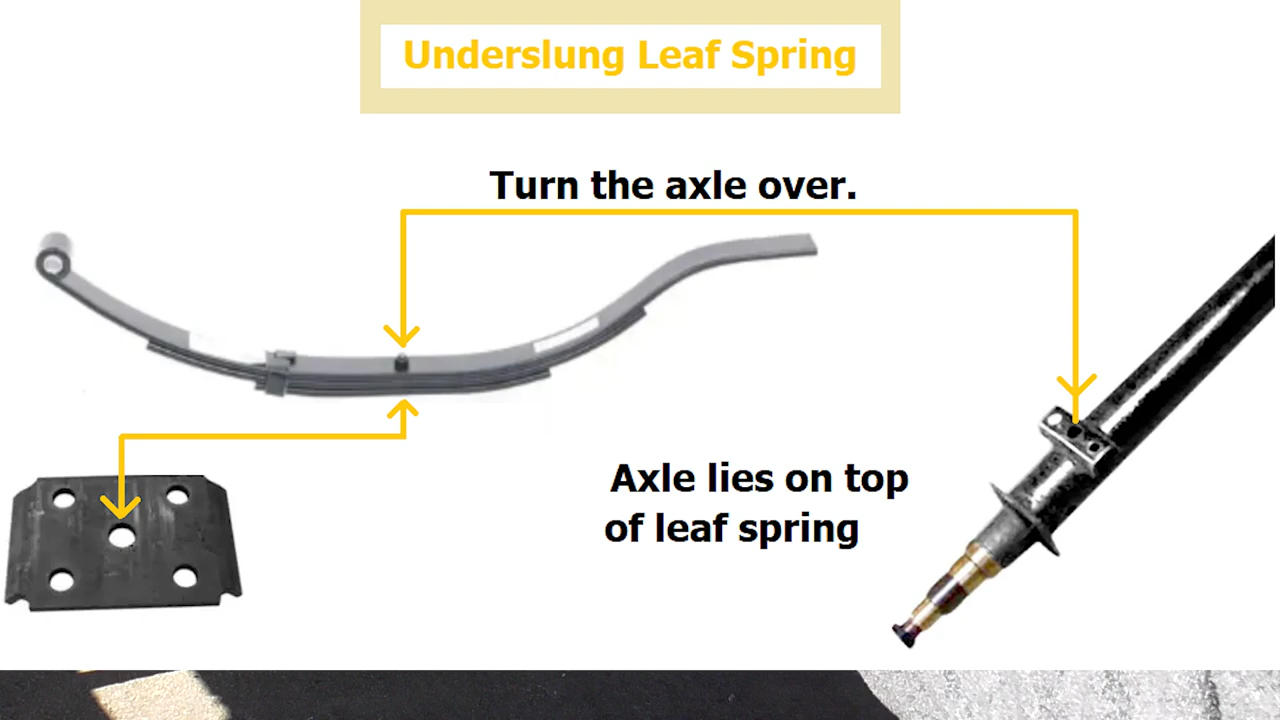 Underslung Leaf Spring
Turn the axle over.
Axle lies on top
of leaf spring